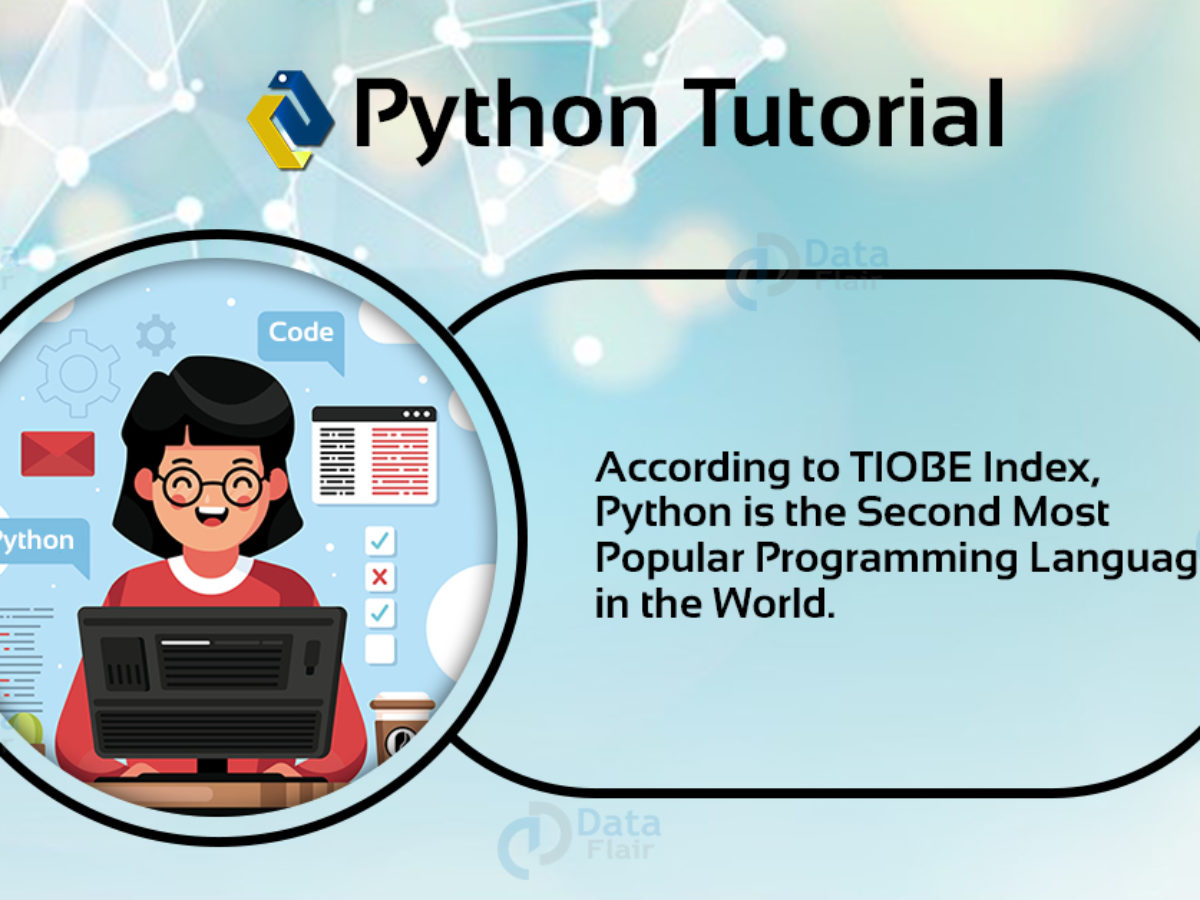 Python Tutorial
Data
Flair
Code
Python
According to TIOBE Index,
Python is the Second Most
Popular Programming Languag
in the World.
Data
Flair